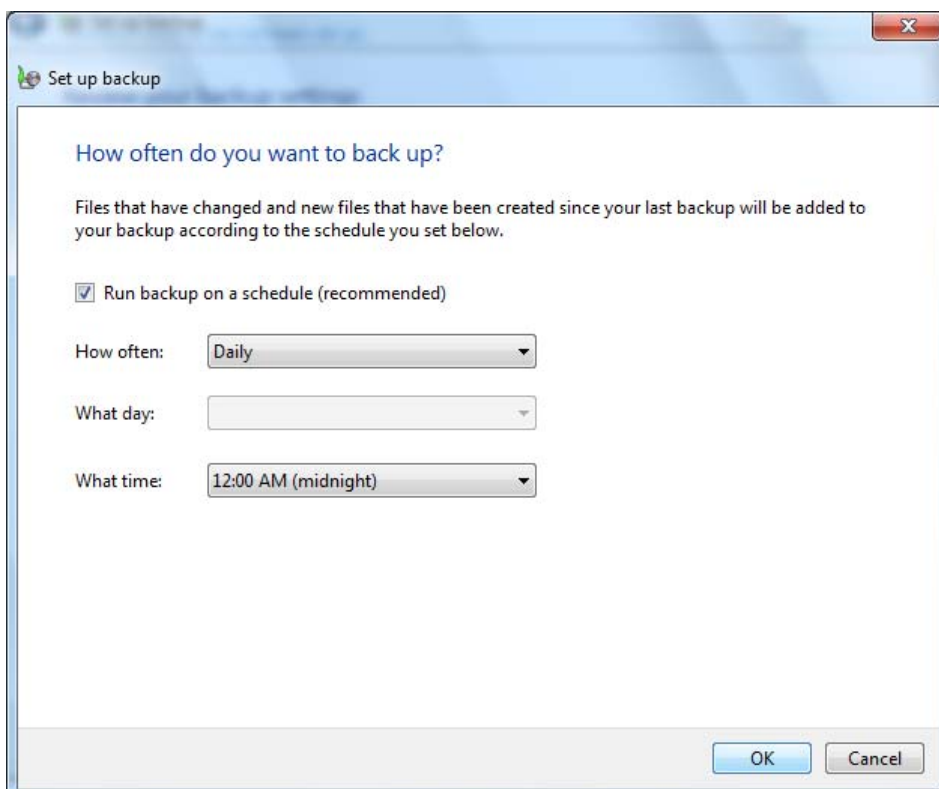 Set up backup
How often do you want to back up?
Files that have changed and new files that have been created since your last backup will be added to
your backup according to the schedule you set below.
Run backup on a schedule (recommended)
How often: Daily
What day:
What time: 12:00 AM (midnight)
OK Cancel